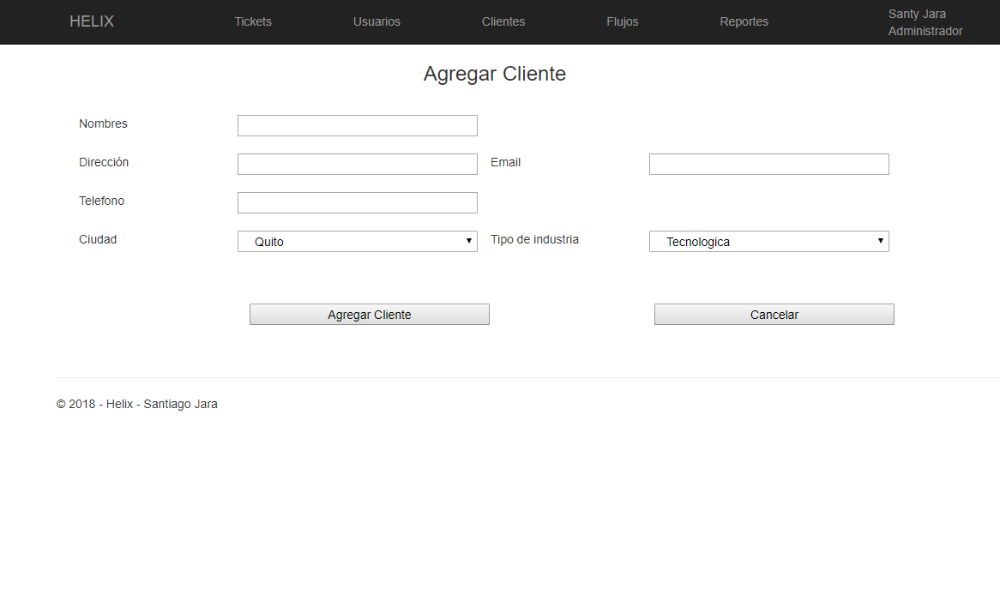 HELIX Tickets Usuarios Clientes Flujos Reportes Santy Jara
Administrador
Agregar Cliente
Nombres
Dirección Email
Telefono
Ciudad Quito Tipo de industria Tecnologica
Agregar Cliente Cancelar
© 2018 - Helix - Santiago Jara